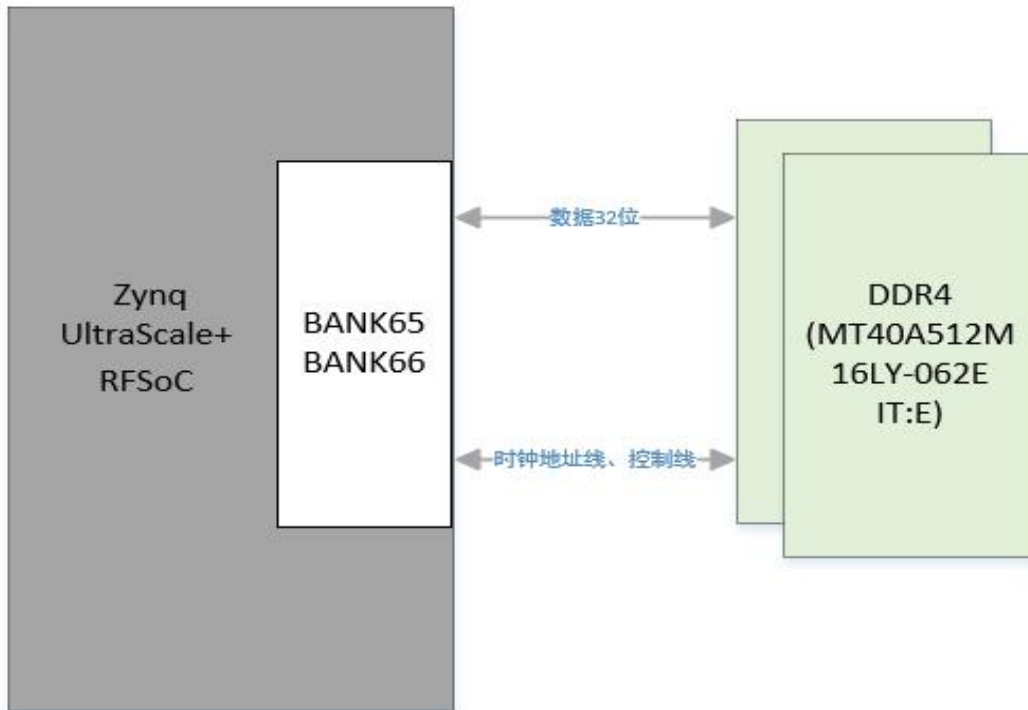 数据32位
Zynq
UltraScale+
RFSoC
BANK65
BANK66
DDR4
(MT40A512M
16LY-062E
IT:E)
时钟地址线、控制线